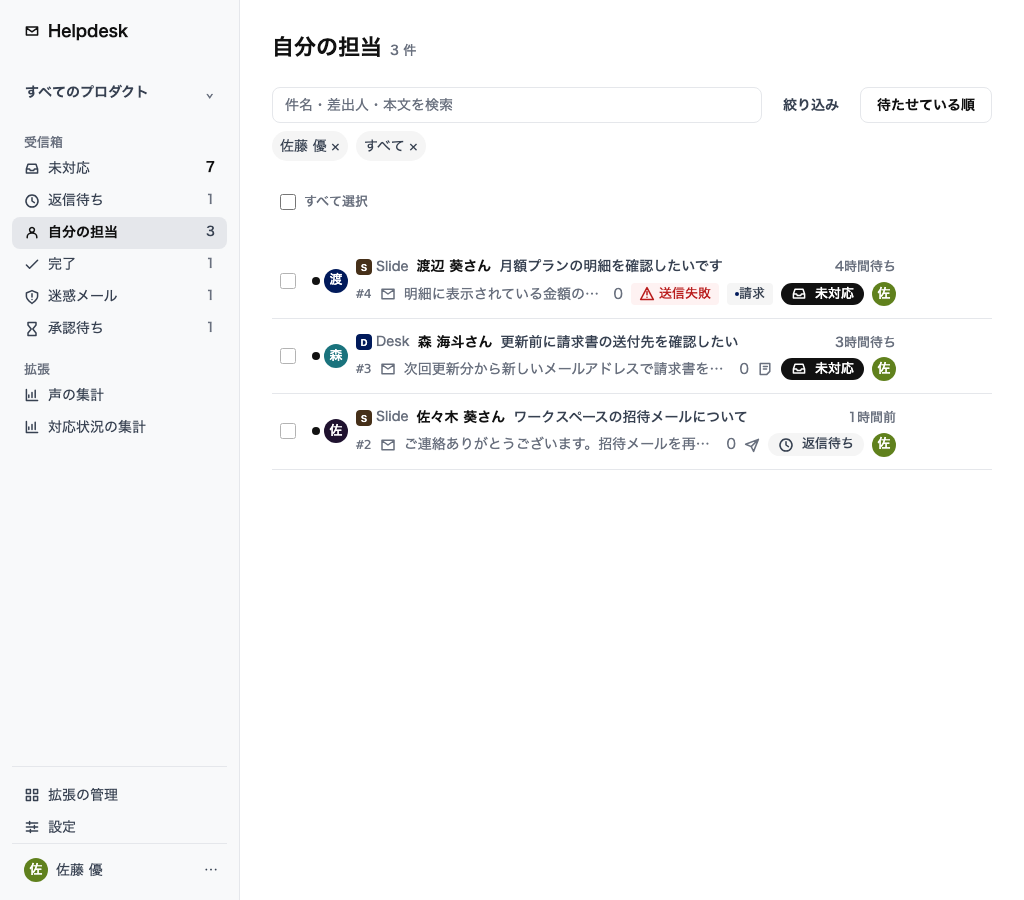 Helpdesk
すべてのプロダクト
受信箱
未対応 7
返信待ち 1
自分の担当 3
完了 1
迷惑メール 1
承認待ち 1
拡張
声の集計
対応状況の集計
拡張の管理
設定
佐 佐藤 優 ···
自分の担当 3 件
件名・差出人・本文を検索 絞り込み 待たせている順
佐藤 優 × すべて ×
すべて選択
渡 S Slide 渡辺 葵さん 月額プランの明細を確認したいです 4時間待ち
#4 明細に表示されている金額の… 0 送信失敗 •請求 未対応 佐
森 D Desk 森 海斗さん 更新前に請求書の送付先を確認したい 3時間待ち
#3 次回更新分から新しいメールアドレスで請求書を… 0 未対応 佐
佐 S Slide 佐々木 葵さん ワークスペースの招待メールについて 1時間前
#2 ご連絡ありがとうございます。招待メールを再… 0 返信待ち 佐